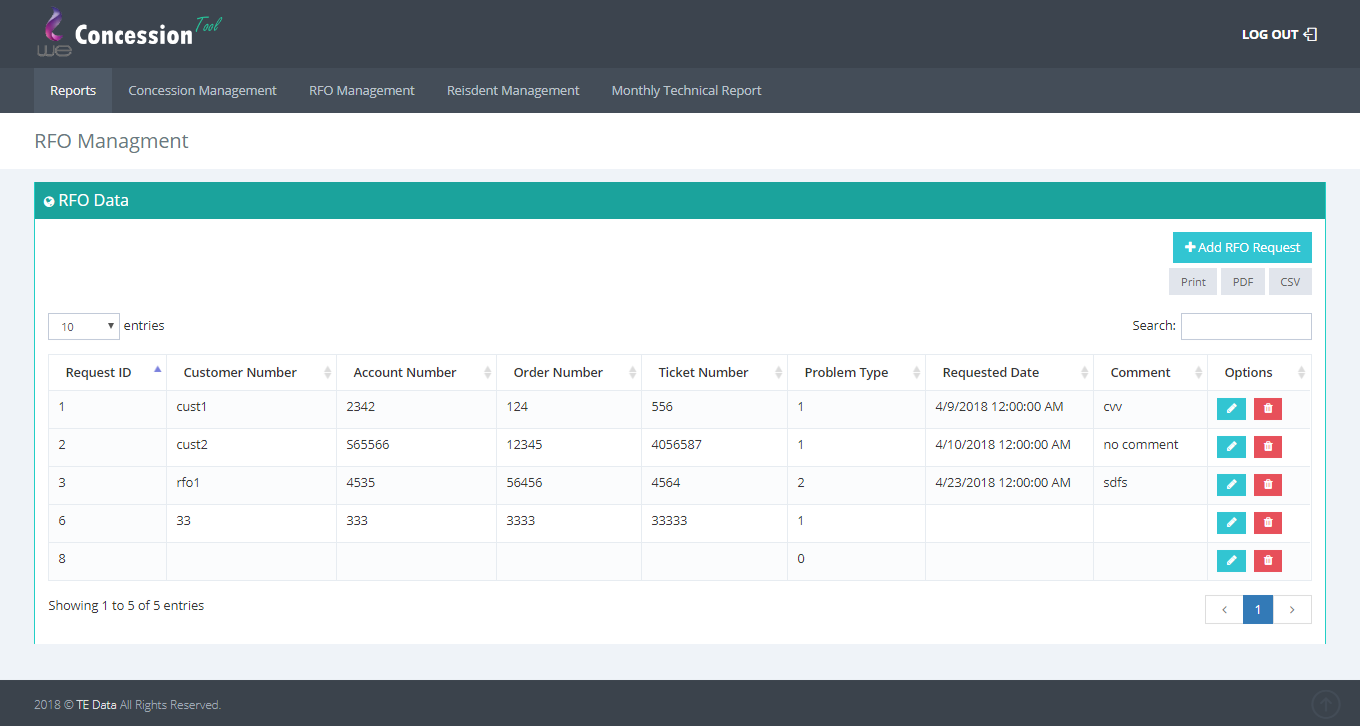 we Concession Tool
LOG OUT
Reports Concession Management RFO Management Reisdent Management Monthly Technical Report
RFO Managment
RFO Data
Add RFO Request
Print PDF CSV
10 entries Search:
Request ID Customer Number Account Number Order Number Ticket Number Problem Type Requested Date Comment Options
1 cust1 2342 124 556 1 4/9/2018 12:00:00 AM cvv
2 cust2 S65566 12345 4056587 1 4/10/2018 12:00:00 AM no comment
3 rfo1 4535 56456 4564 2 4/23/2018 12:00:00 AM sdfs
6 33 333 3333 33333 1
8 0
Showing 1 to 5 of 5 entries
1
2018 © TE Data All Rights Reserved.